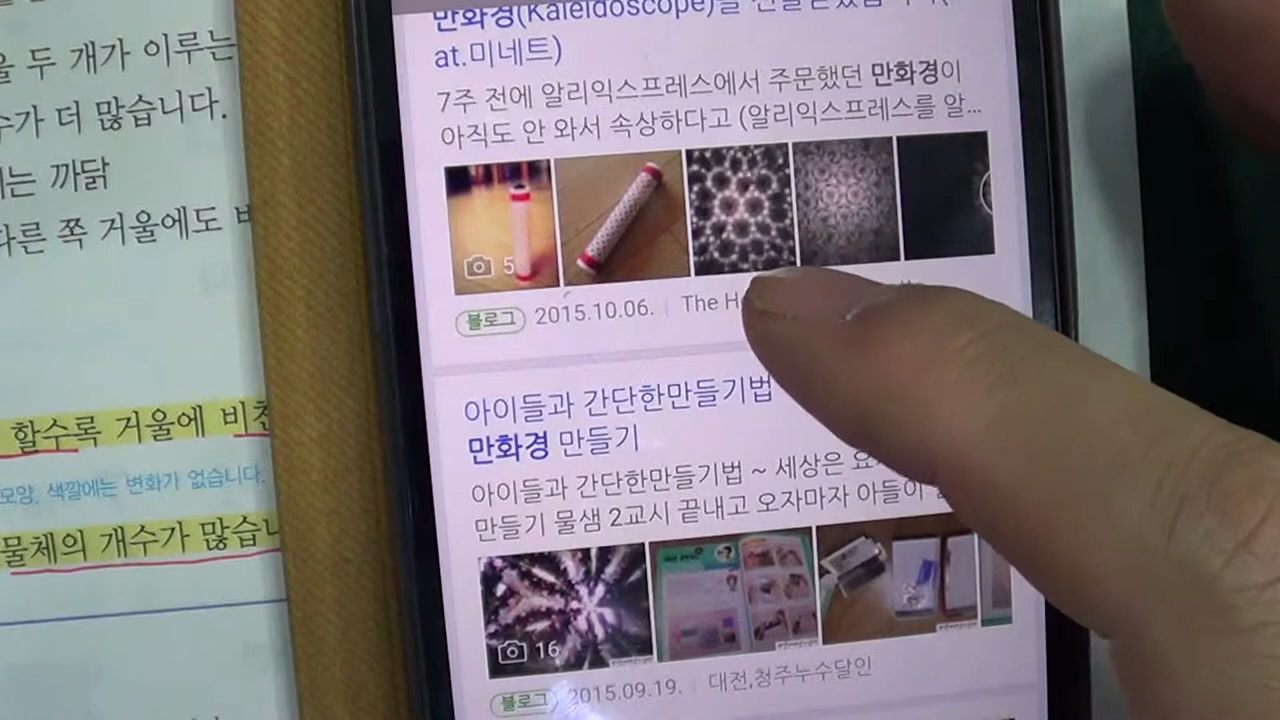 두 개가 이루는
가 더 많습니다.
는 까닭
다른 쪽 거울에도
할수록 거울에
모양, 색깔에는 변화가 없습니다.
물체의 개수가
만화경(Kaleidoscope)을
at.미네트)
7주 전에 알리익스프레스에서 주문했던 만화경이
아직도 안 와서 속상하다고 (알리익스프레스를 알...
5
블로그 2015.10.06. The
아이들과 간단한만들기법
만화경 만들기
아이들과 간단한만들기법 ~ 세상은
만들기 물샘 2교시 끝내고 오자마자 아들이
16
블로그 2015.09.19. 대전,청주누수달인